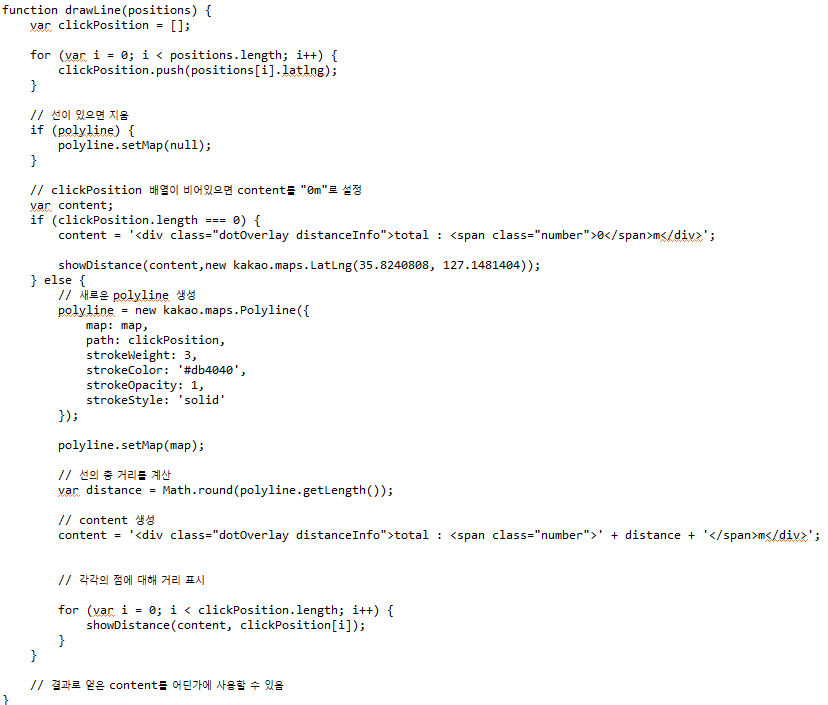 function drawLine(positions) {
    var clickPosition = [];

    for (var i = 0; i < positions.length; i++) {
        clickPosition.push(positions[i].latlng);
    }

    // 선이 있으면 지움
    if (polyline) {
        polyline.setMap(null);
    }

    // clickPosition 배열이 비어있으면 content를 "0m"로 설정
    var content;
    if (clickPosition.length === 0) {
        content = '<div class="dotOverlay distanceInfo">total : <span class="number">0</span>m</div>';

        showDistance(content,new kakao.maps.LatLng(35.8240808, 127.1481404));
    } else {
        // 새로운 polyline 생성
        polyline = new kakao.maps.Polyline({
            map: map,
            path: clickPosition,
            strokeWeight: 3,
            strokeColor: '#db4040',
            strokeOpacity: 1,
            strokeStyle: 'solid'
        });

        polyline.setMap(map);

        // 선의 총 거리를 계산
        var distance = Math.round(polyline.getLength());

        // content 생성
        content = '<div class="dotOverlay distanceInfo">total : <span class="number">' + distance + '</span>m</div>';


        // 각각의 점에 대해 거리 표시

        for (var i = 0; i < clickPosition.length; i++) {
            showDistance(content, clickPosition[i]);
        }
    }

    // 결과로 얻은 content를 어딘가에 사용할 수 있음
}